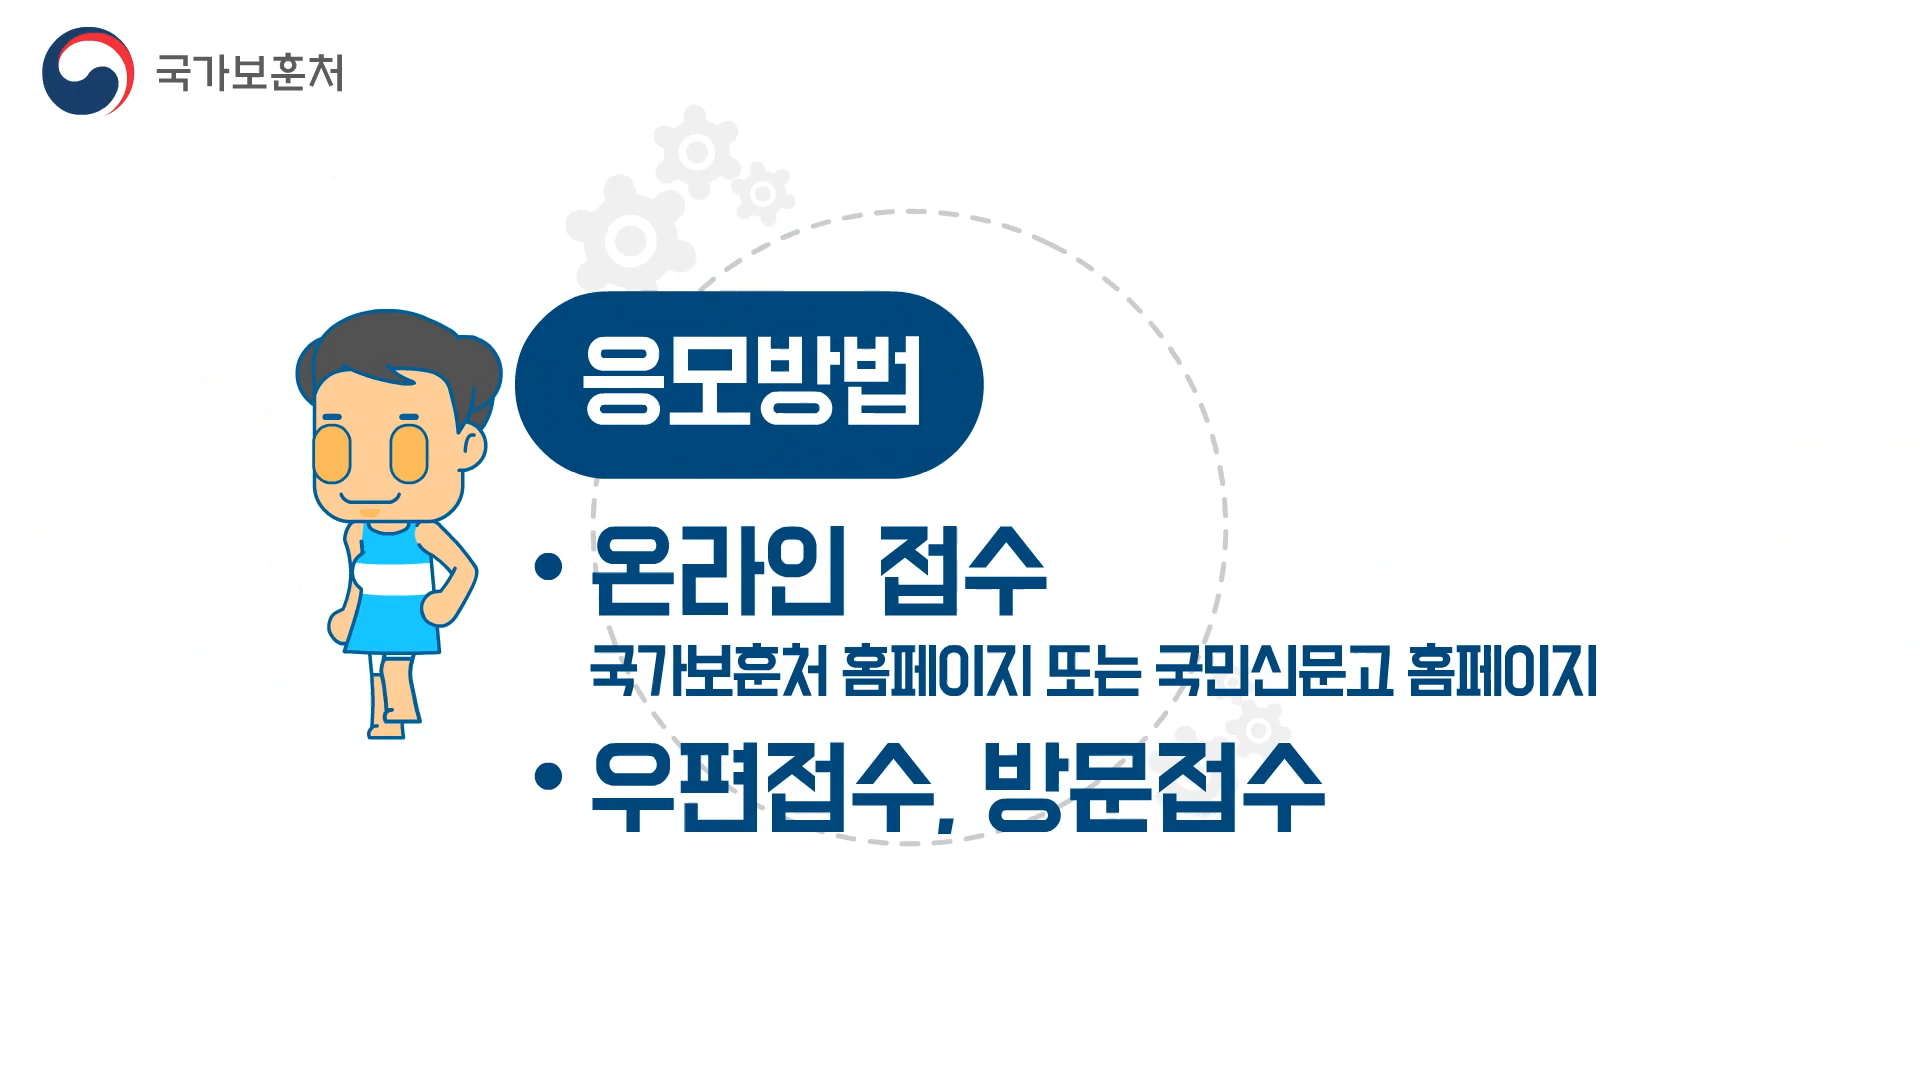 국가보훈처
응모방법
• 온라인 접수
국가보훈처 홈페이지 또는 국민신문고 홈페이지
• 우편접수, 방문접수